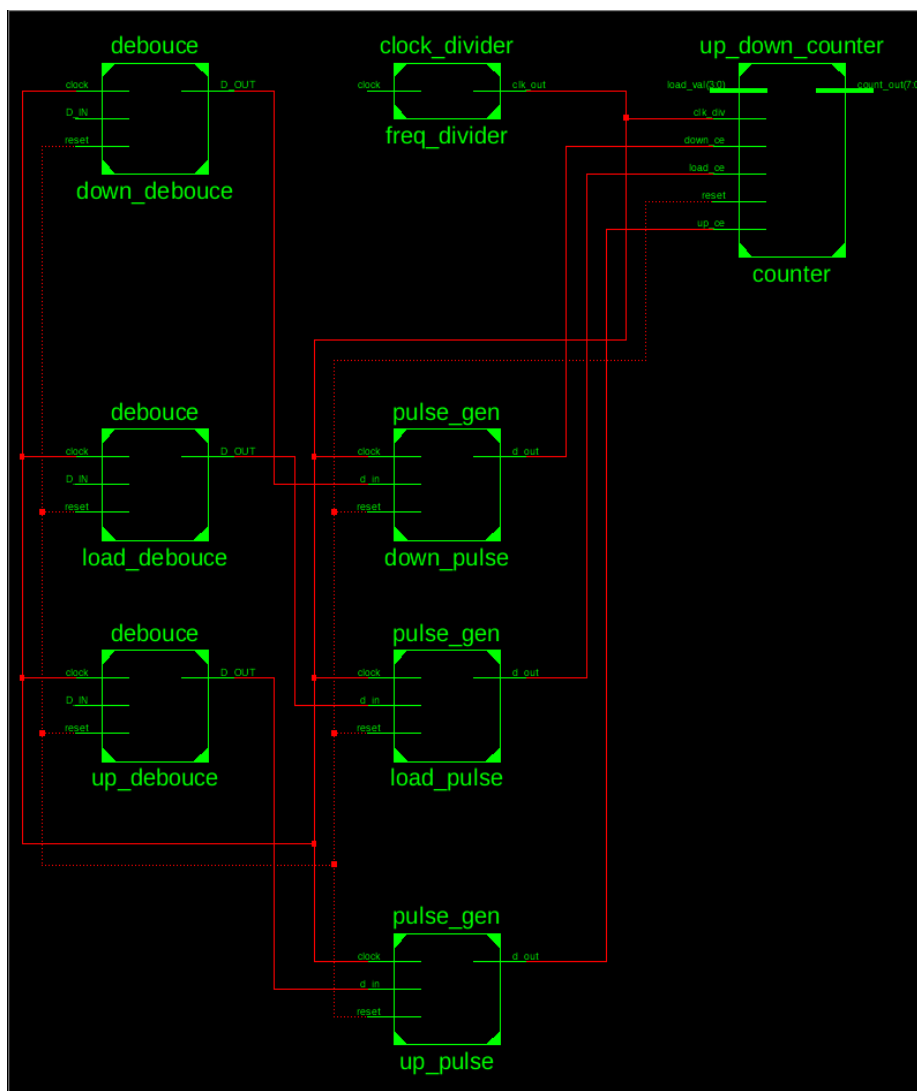 debouce
clock
D_OUT
D_IN
reset
down_debouce
clock_divider
clock
clk_out
freq_divider
up_down_counter
load_val(3:0)
count_out(7:0
clk_div
down_ce
load_ce
reset
up_ce
counter
debouce
clock
D_OUT
D_IN
reset
load_debouce
pulse_gen
clock
d_out
d_in
reset
down_pulse
debouce
clock
D_OUT
D_IN
reset
up_debouce
pulse_gen
clock
d_out
d_in
reset
load_pulse
pulse_gen
clock
d_out
d_in
reset
up_pulse